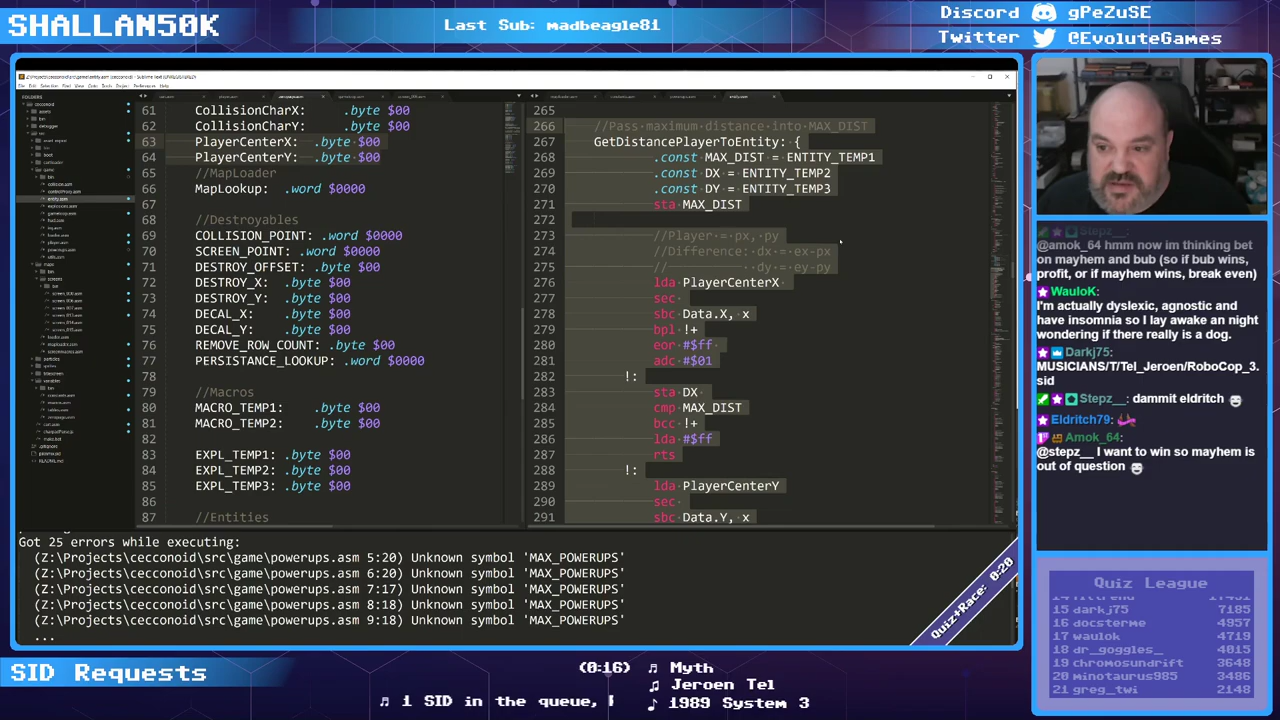 SHALLAN50K
Last Sub: madbeagle81
Discord gPeZuSE
Twitter @EvoluteGames
61 CollisionCharX: .byte $00
62 CollisionCharY: .byte $00
63 PlayerCenterX: .byte $00
64 PlayerCenterY: .byte $00
65 //MapLoader
66 MapLookup: .word $0000
67
68 //Destroyables
69 COLLISION_POINT: .word $0000
70 SCREEN_POINT: .word $0000
71 DESTROY_OFFSET: .byte $00
72 DESTROY_X: .byte $00
73 DESTROY_Y: .byte $00
74 DECAL_X: .byte $00
75 DECAL_Y: .byte $00
76 REMOVE_ROW_COUNT: .byte $00
77 PERSISTANCE_LOOKUP: .word $0000
78
79 //Macros
80 MACRO_TEMP1: .byte $00
81 MACRO_TEMP2: .byte $00
82
83 EXPL_TEMP1: .byte $00
84 EXPL_TEMP2: .byte $00
85 EXPL_TEMP3: .byte $00
86
87 //Entities
265
266 //Pass maximum distance into MAX_DIST
267 GetDistancePlayerToEntity: {
268 .const MAX_DIST = ENTITY_TEMP1
269 .const DX = ENTITY_TEMP2
270 .const DY = ENTITY_TEMP3
271 sta MAX_DIST
272
273 //Player = px, py
274 //Difference dx = ex-px
275 // dy = ey-py
276 lda PlayerCenterX
277 sec
278 sbc Data.X, x
279 bpl !+
280 eor #$ff
281 adc #$01
282 !:
283 sta DX
284 cmp MAX_DIST
285 bcc !+
286 lda #$ff
287 rts
288 !:
289 lda PlayerCenterY
290 sec
291 sbc Data.Y, x
Got 25 errors while executing:
(Z:\Projects\cecconoid\src\game\powerups.asm 5:20) Unknown symbol 'MAX_POWERUPS'
(Z:\Projects\cecconoid\src\game\powerups.asm 6:20) Unknown symbol 'MAX_POWERUPS'
(Z:\Projects\cecconoid\src\game\powerups.asm 7:17) Unknown symbol 'MAX_POWERUPS'
(Z:\Projects\cecconoid\src\game\powerups.asm 8:18) Unknown symbol 'MAX_POWERUPS'
(Z:\Projects\cecconoid\src\game\powerups.asm 9:18) Unknown symbol 'MAX_POWERUPS'
...
Quiz+Race: 0:20
Stepz__:
@amok_64 hmm now im thinking bet
on mayhem and bub (so if bub wins,
profit, or if mayhem wins, break even)
WauloK:
I'm actually dyslexic, agnostic and
have insomnia so I lay awake an night
wondering if there reall is a dog.
Darkj75:
MUSICIANS/T/Tel_Jeroen/RoboCop_3.
sid
Stepz__: dammit eldritch
Eldritch79:
Amok_64:
@stepz__ I want to win so mayhem is
out of question
Quiz League
15 darkj75 7185
16 docsterme 4957
17 waulok 4719
18 dr_goggles_ 4015
19 chromosundrift 3648
20 minotaurus985 3486
21 greg_twi 2148
SID Requests
(0:16) Myth
Jeroen Tel
1 SID in the queue,
1989 System 3